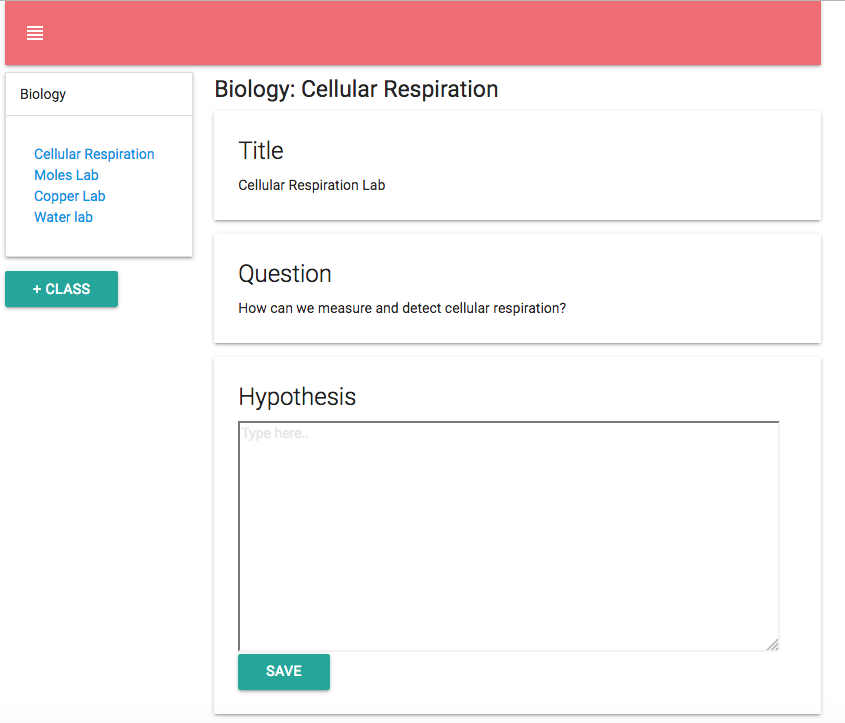 Biology
Cellular Respiration
Moles Lab
Copper Lab
Water lab
+ CLASS
Biology: Cellular Respiration
Title
Cellular Respiration Lab
Question
How can we measure and detect cellular respiration?
Hypothesis
Type here..
SAVE